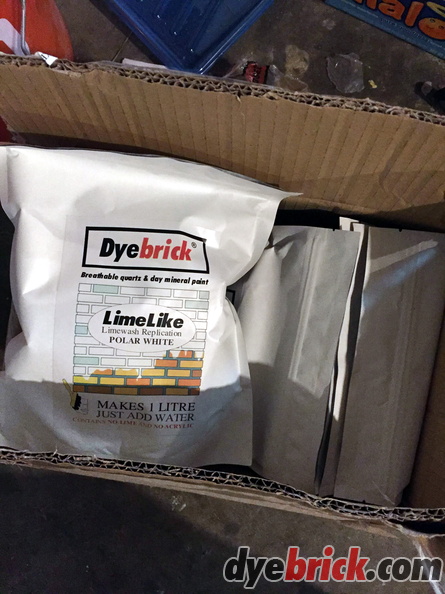 Dyebrick®
Breathable quartz & day mineral paint
LimeLike
Limewash Replication
POLAR WHITE
MAKES 1 LITRE
JUST ADD WATER
CONTAINS NO LIME AND NO ACRYLIC
dyebrick.com